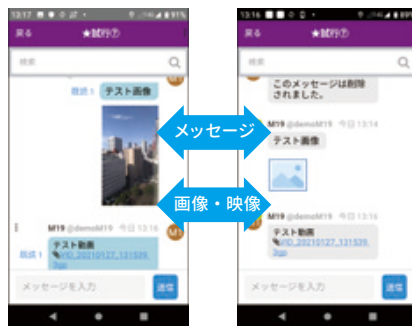 13:17
91%
戻る
★試行⑦
検索
既読 1
テスト画像
M19 @demoM19 今日 13:16
既読 1
テスト動画
VID_20210127_131539.3gp
メッセージを入力
送信
メッセージ
画像・映像
13:16
91%
戻る
★試行⑦
検索
このメッセージは削除
されました。
M19 @demoM19 今日 13:14
テスト画像
M19 @demoM19 今日 13:16
テスト動画
VID_20210127_131539.
3gp
メッセージを入力
送信